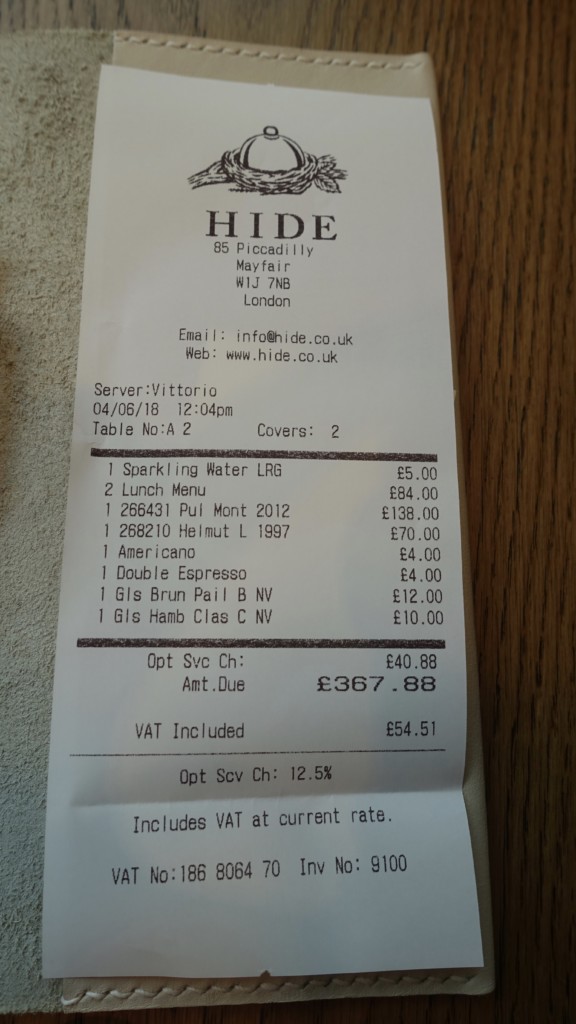 HIDE
85 Piccadilly
Mayfair
W1J 7NB
London
Email: info@hide.co.uk
Web: www.hide.co.uk
Server:Vittorio
04/06/18 12:04pm
Table No:A 2 Covers: 2
1 Sparkling Water LRG £5.00
2 Lunch Menu £84.00
1 266431 Pul Mont 2012 £138.00
1 268210 Helmut L 1997 £70.00
1 Americano £4.00
1 Double Espresso £4.00
1 Gls Brun Pail B NV £12.00
1 Gls Hamb Clas C NV £10.00
Opt Svc Ch: £40.88
Amt.Due £367.88
VAT Included £54.51
Opt Scv Ch: 12.5%
Includes VAT at current rate.
VAT No:186 8064 70 Inv No: 9100